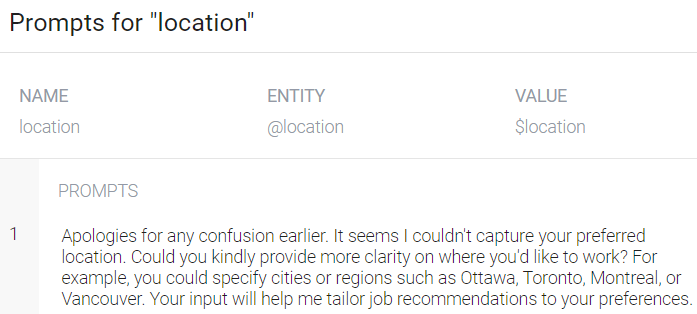 Prompts for "location"
NAME ENTITY VALUE
location @location $location
PROMPTS
1 Apologies for any confusion earlier. It seems I couldn't capture your preferred
location. Could you kindly provide more clarity on where you'd like to work? For
example, you could specify cities or regions such as Ottawa, Toronto, Montreal, or
Vancouver. Your input will help me tailor job recommendations to your preferences.